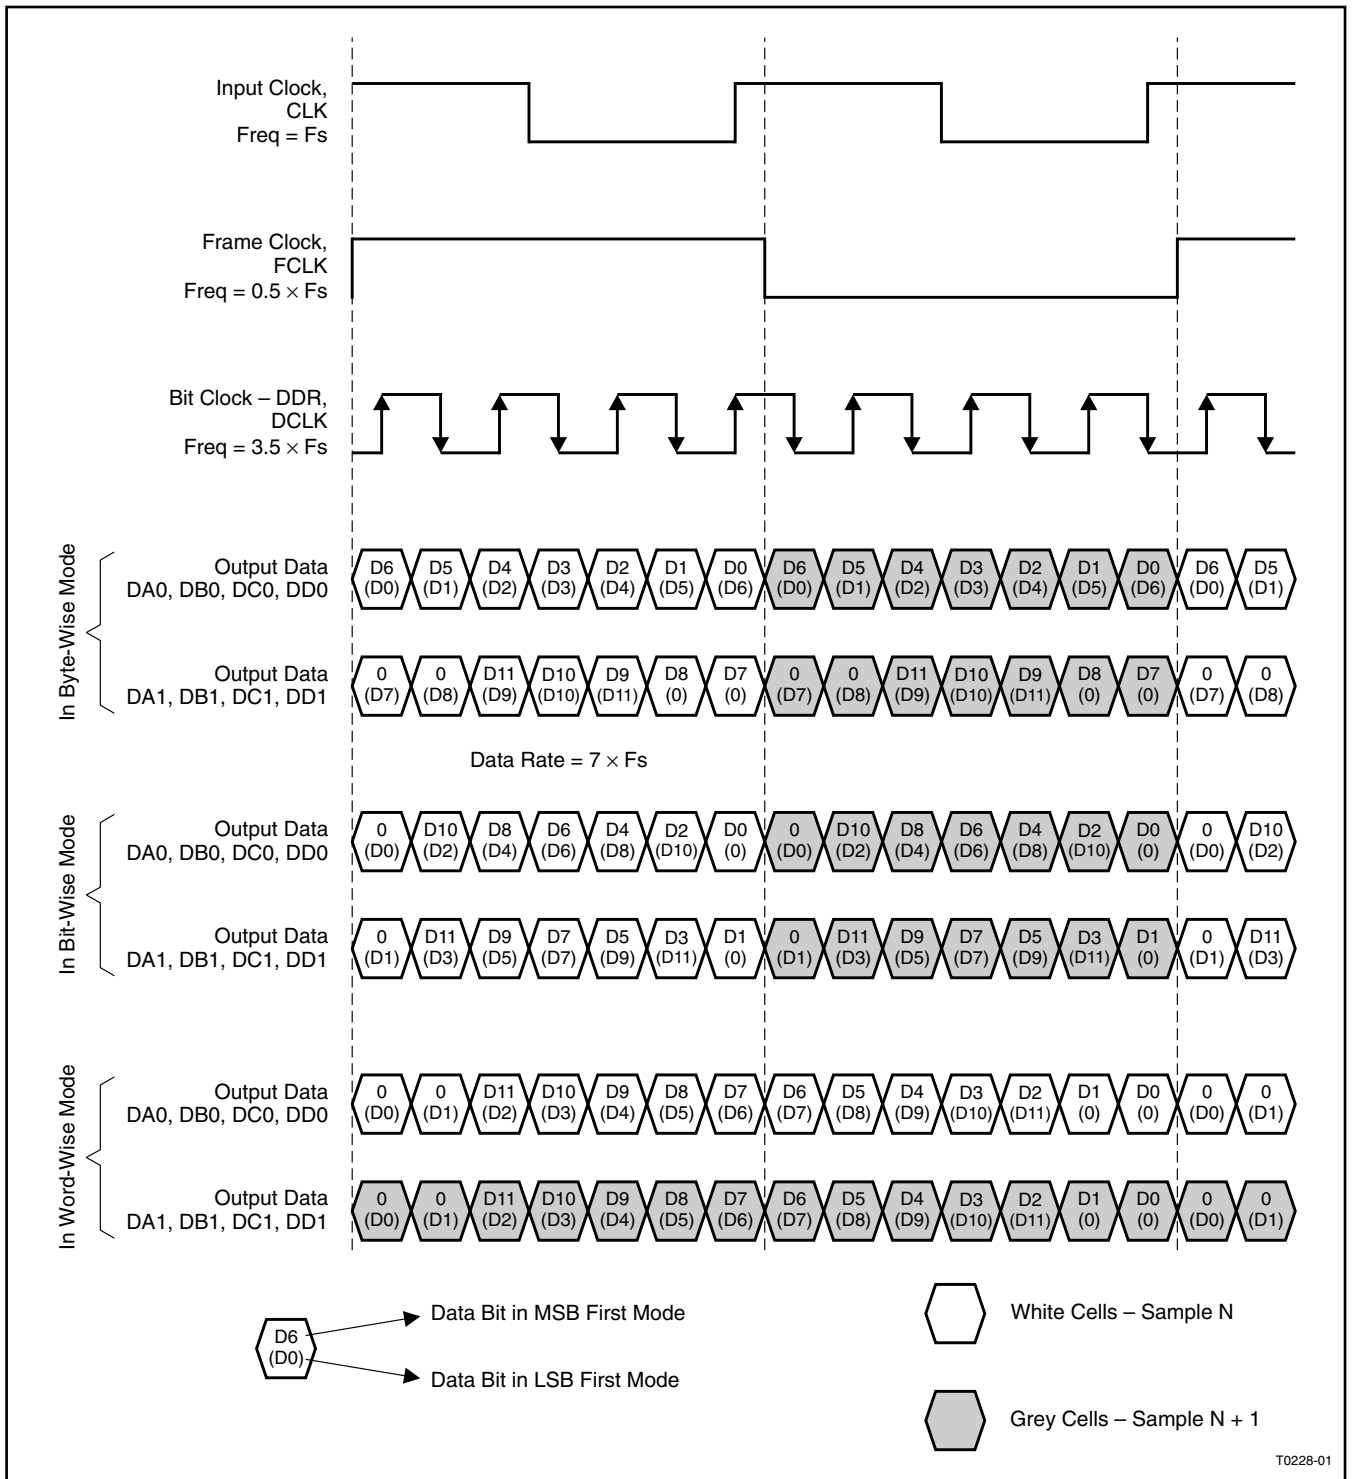 Input Clock,
CLK
Freq = Fs
Frame Clock,
FCLK
Freq = 0.5 × Fs
Bit Clock – DDR,
DCLK
Freq = 3.5 × Fs
In Byte-Wise Mode
Output Data
DA0, DB0, DC0, DD0
D6 D5 D4 D3 D2 D1 D0 D6 D5 D4 D3 D2 D1 D0 D6 D5
(D0) (D1) (D2) (D3) (D4) (D5) (D6) (D0) (D1) (D2) (D3) (D4) (D5) (D6) (D0) (D1)
Output Data
DA1, DB1, DC1, DD1
0 0 D11 D10 D9 D8 D7 0 0 D11 D10 D9 D8 D7 0 0
(D7) (D8) (D9) (D10) (D11) (0) (0) (D7) (D8) (D9) (D10) (D11) (0) (0) (D7) (D8)
Data Rate = 7 × Fs
In Bit-Wise Mode
Output Data
DA0, DB0, DC0, DD0
0 D10 D8 D6 D4 D2 D0 0 D10 D8 D6 D4 D2 D0 0 D10
(D0) (D2) (D4) (D6) (D8) (D10) (0) (D0) (D2) (D4) (D6) (D8) (D10) (0) (D0) (D2)
Output Data
DA1, DB1, DC1, DD1
0 D11 D9 D7 D5 D3 D1 0 D11 D9 D7 D5 D3 D1 0 D11
(D1) (D3) (D5) (D7) (D9) (D11) (0) (D1) (D3) (D5) (D7) (D9) (D11) (0) (D1) (D3)
In Word-Wise Mode
Output Data
DA0, DB0, DC0, DD0
0 0 D11 D10 D9 D8 D7 D6 D5 D4 D3 D2 D1 D0 0 0
(D0) (D1) (D2) (D3) (D4) (D5) (D6) (D7) (D8) (D9) (D10) (D11) (0) (0) (D0) (D1)
Output Data
DA1, DB1, DC1, DD1
0 0 D11 D10 D9 D8 D7 D6 D5 D4 D3 D2 D1 D0 0 0
(D0) (D1) (D2) (D3) (D4) (D5) (D6) (D7) (D8) (D9) (D10) (D11) (0) (0) (D0) (D1)
D6
(D0)
Data Bit in MSB First Mode
Data Bit in LSB First Mode
White Cells – Sample N
Grey Cells – Sample N + 1
T0228-01